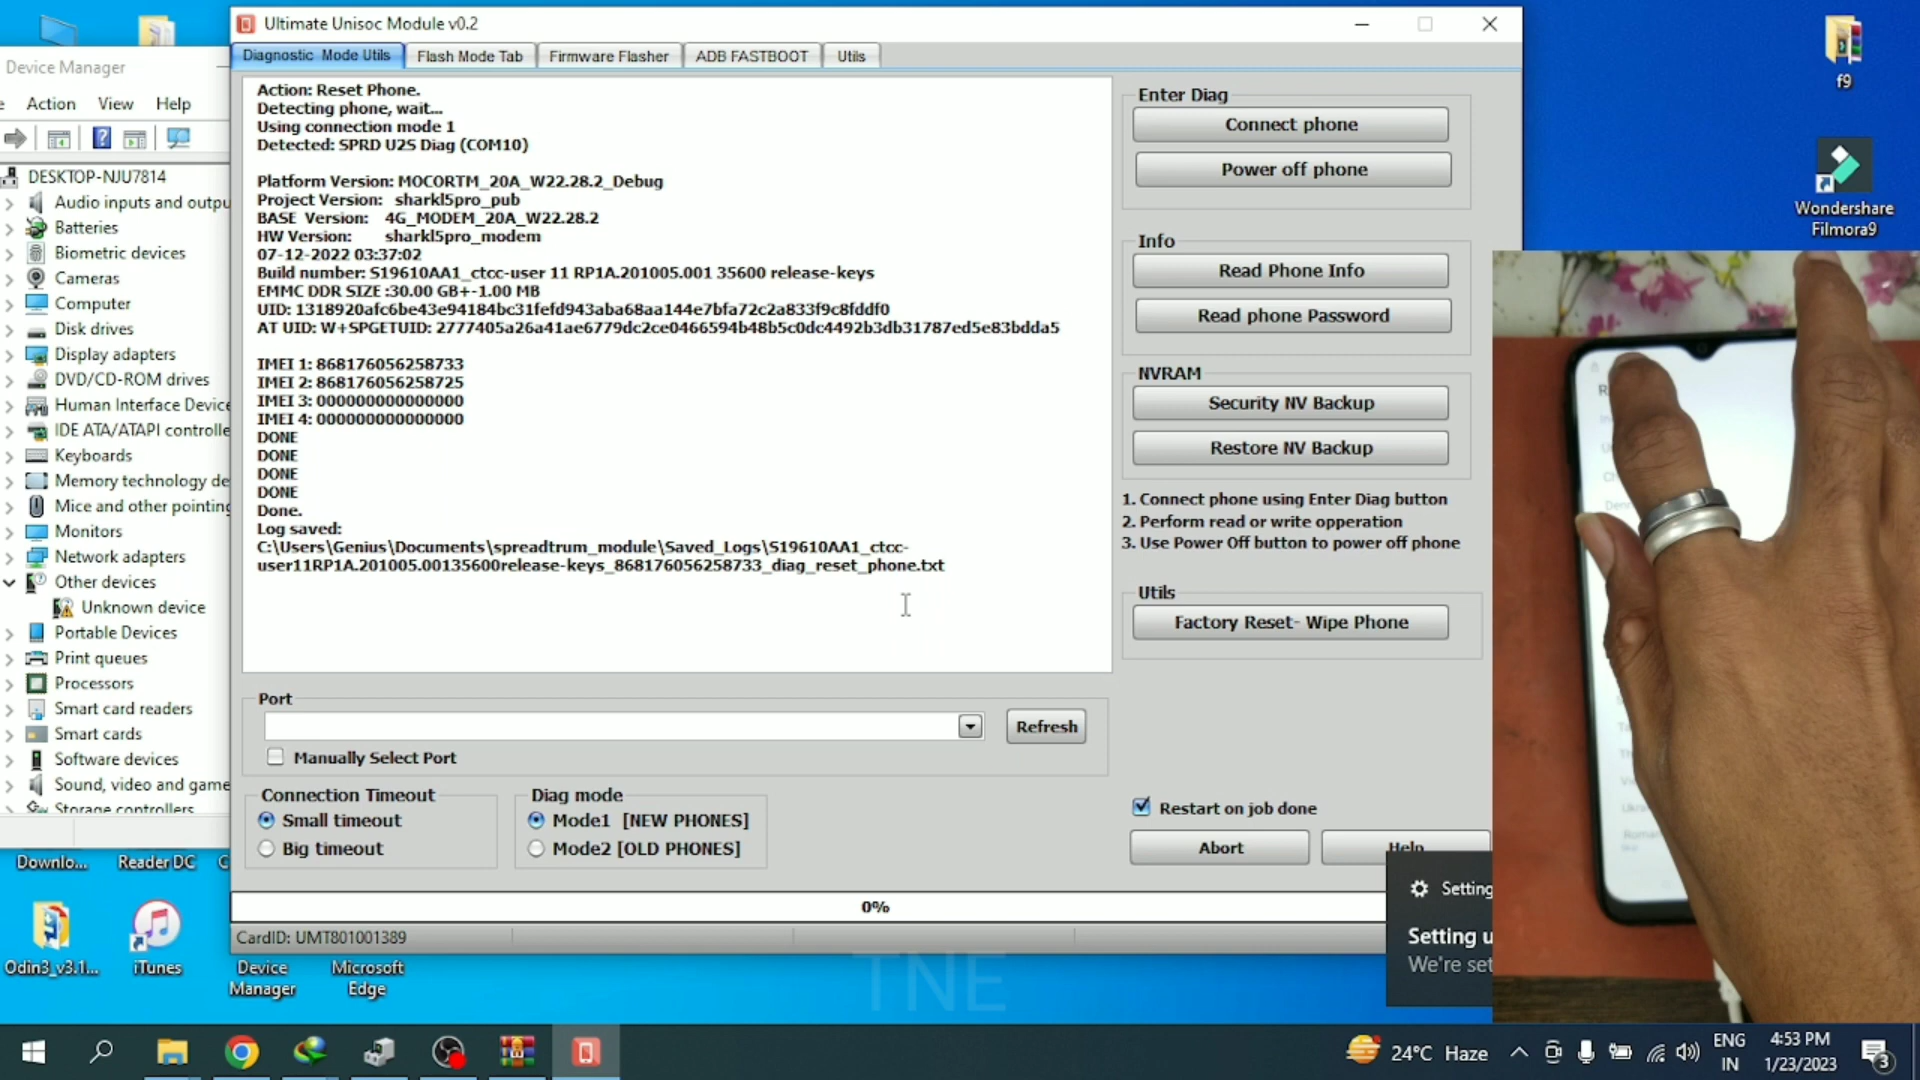 Ultimate Unisoc Module v0.2
Diagnostic Mode Utils
Flash Mode Tab
Firmware Flasher
ADB FASTBOOT
Utils
Device Manager
Action
View
Help
DESKTOP-NJU7814
Audio inputs and outpu
Batteries
Biometric devices
Cameras
Computer
Disk drives
Display adapters
DVD/CD-ROM drives
Human Interface Device
IDE ATA/ATAPI controlle
Keyboards
Memory technology de
Mice and other pointing
Monitors
Network adapters
Other devices
Unknown device
Portable Devices
Print queues
Processors
Smart card readers
Smart cards
Software devices
Sound, video and game
Storage controllers
Action: Reset Phone.
Detecting phone, wait...
Using connection mode 1
Detected: SPRD U2S Diag (COM10)
Platform Version: MOCORTM_20A_W22.28.2_Debug
Project Version: sharkl5pro_pub
BASE Version: 4G_MODEM_20A_W22.28.2
HW Version: sharkl5pro_modem
07-12-2022 03:37:02
Build number: S19610AA1_ctcc-user 11 RP1A.201005.001 35600 release-keys
EMMC DDR SIZE :30.00 GB+-1.00 MB
UID: 1318920afc6be43e94184bc31fefd943aba68aa144e7bfa72c2a833f9c8fddf0
AT UID: W+SPGETUID: 2777405a26a41ae6779dc2ce0466594b48b5c0dc4492b3db31787ed5e83bdda5
IMEI 1: 868176056258733
IMEI 2: 868176056258725
IMEI 3: 000000000000000
IMEI 4: 000000000000000
DONE
DONE
DONE
DONE
Done.
Log saved:
C:\Users\Genius\Documents\spreadtrum_module\Saved_Logs\S19610AA1_ctcc-
user11RP1A.201005.00135600release-keys_868176056258733_diag_reset_phone.txt
Enter Diag
Connect phone
Power off phone
Info
Read Phone Info
Read phone Password
NVRAM
Security NV Backup
Restore NV Backup
1. Connect phone using Enter Diag button
2. Perform read or write opperation
3. Use Power Off button to power off phone
Utils
Factory Reset- Wipe Phone
Port
Refresh
Manually Select Port
Connection Timeout
Small timeout
Big timeout
Diag mode
Mode1 [NEW PHONES]
Mode2 [OLD PHONES]
Restart on job done
Abort
Help
0%
CardID: UMT801001389
Setting
Setting u
We're set
f9
Wondershare
Filmora9
Downlo...
Reader DC
C
Odin3_v3.1...
iTunes
Device
Manager
Microsoft
Edge
TNE
24°C Haze
ENG
IN
4:53 PM
1/23/2023
3